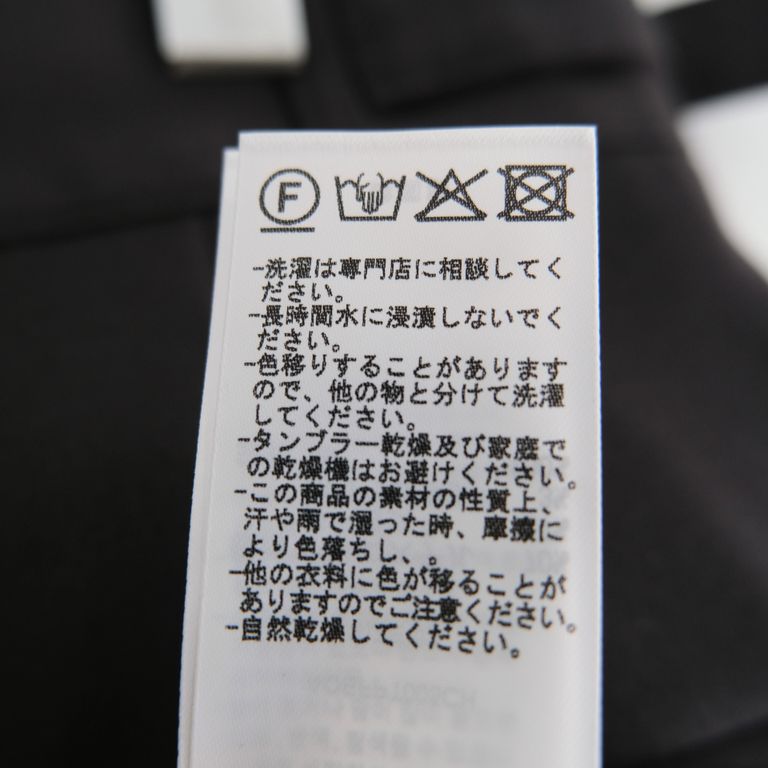 F
-洗濯は専門店に相談してく
ださい。
-長時間水に浸漬しないでく
ださい。
-色移りすることがあります
ので、他の物と分けて洗濯
してください。
-タンブラー乾燥及び家庭で
の乾燥機はお避けください。
-この商品の素材の性質上、
汗や雨で湿った時、摩擦に
より色落ちし、。
-他の衣料に色が移ることが
ありますのでご注意ください。
-自然乾燥してください。